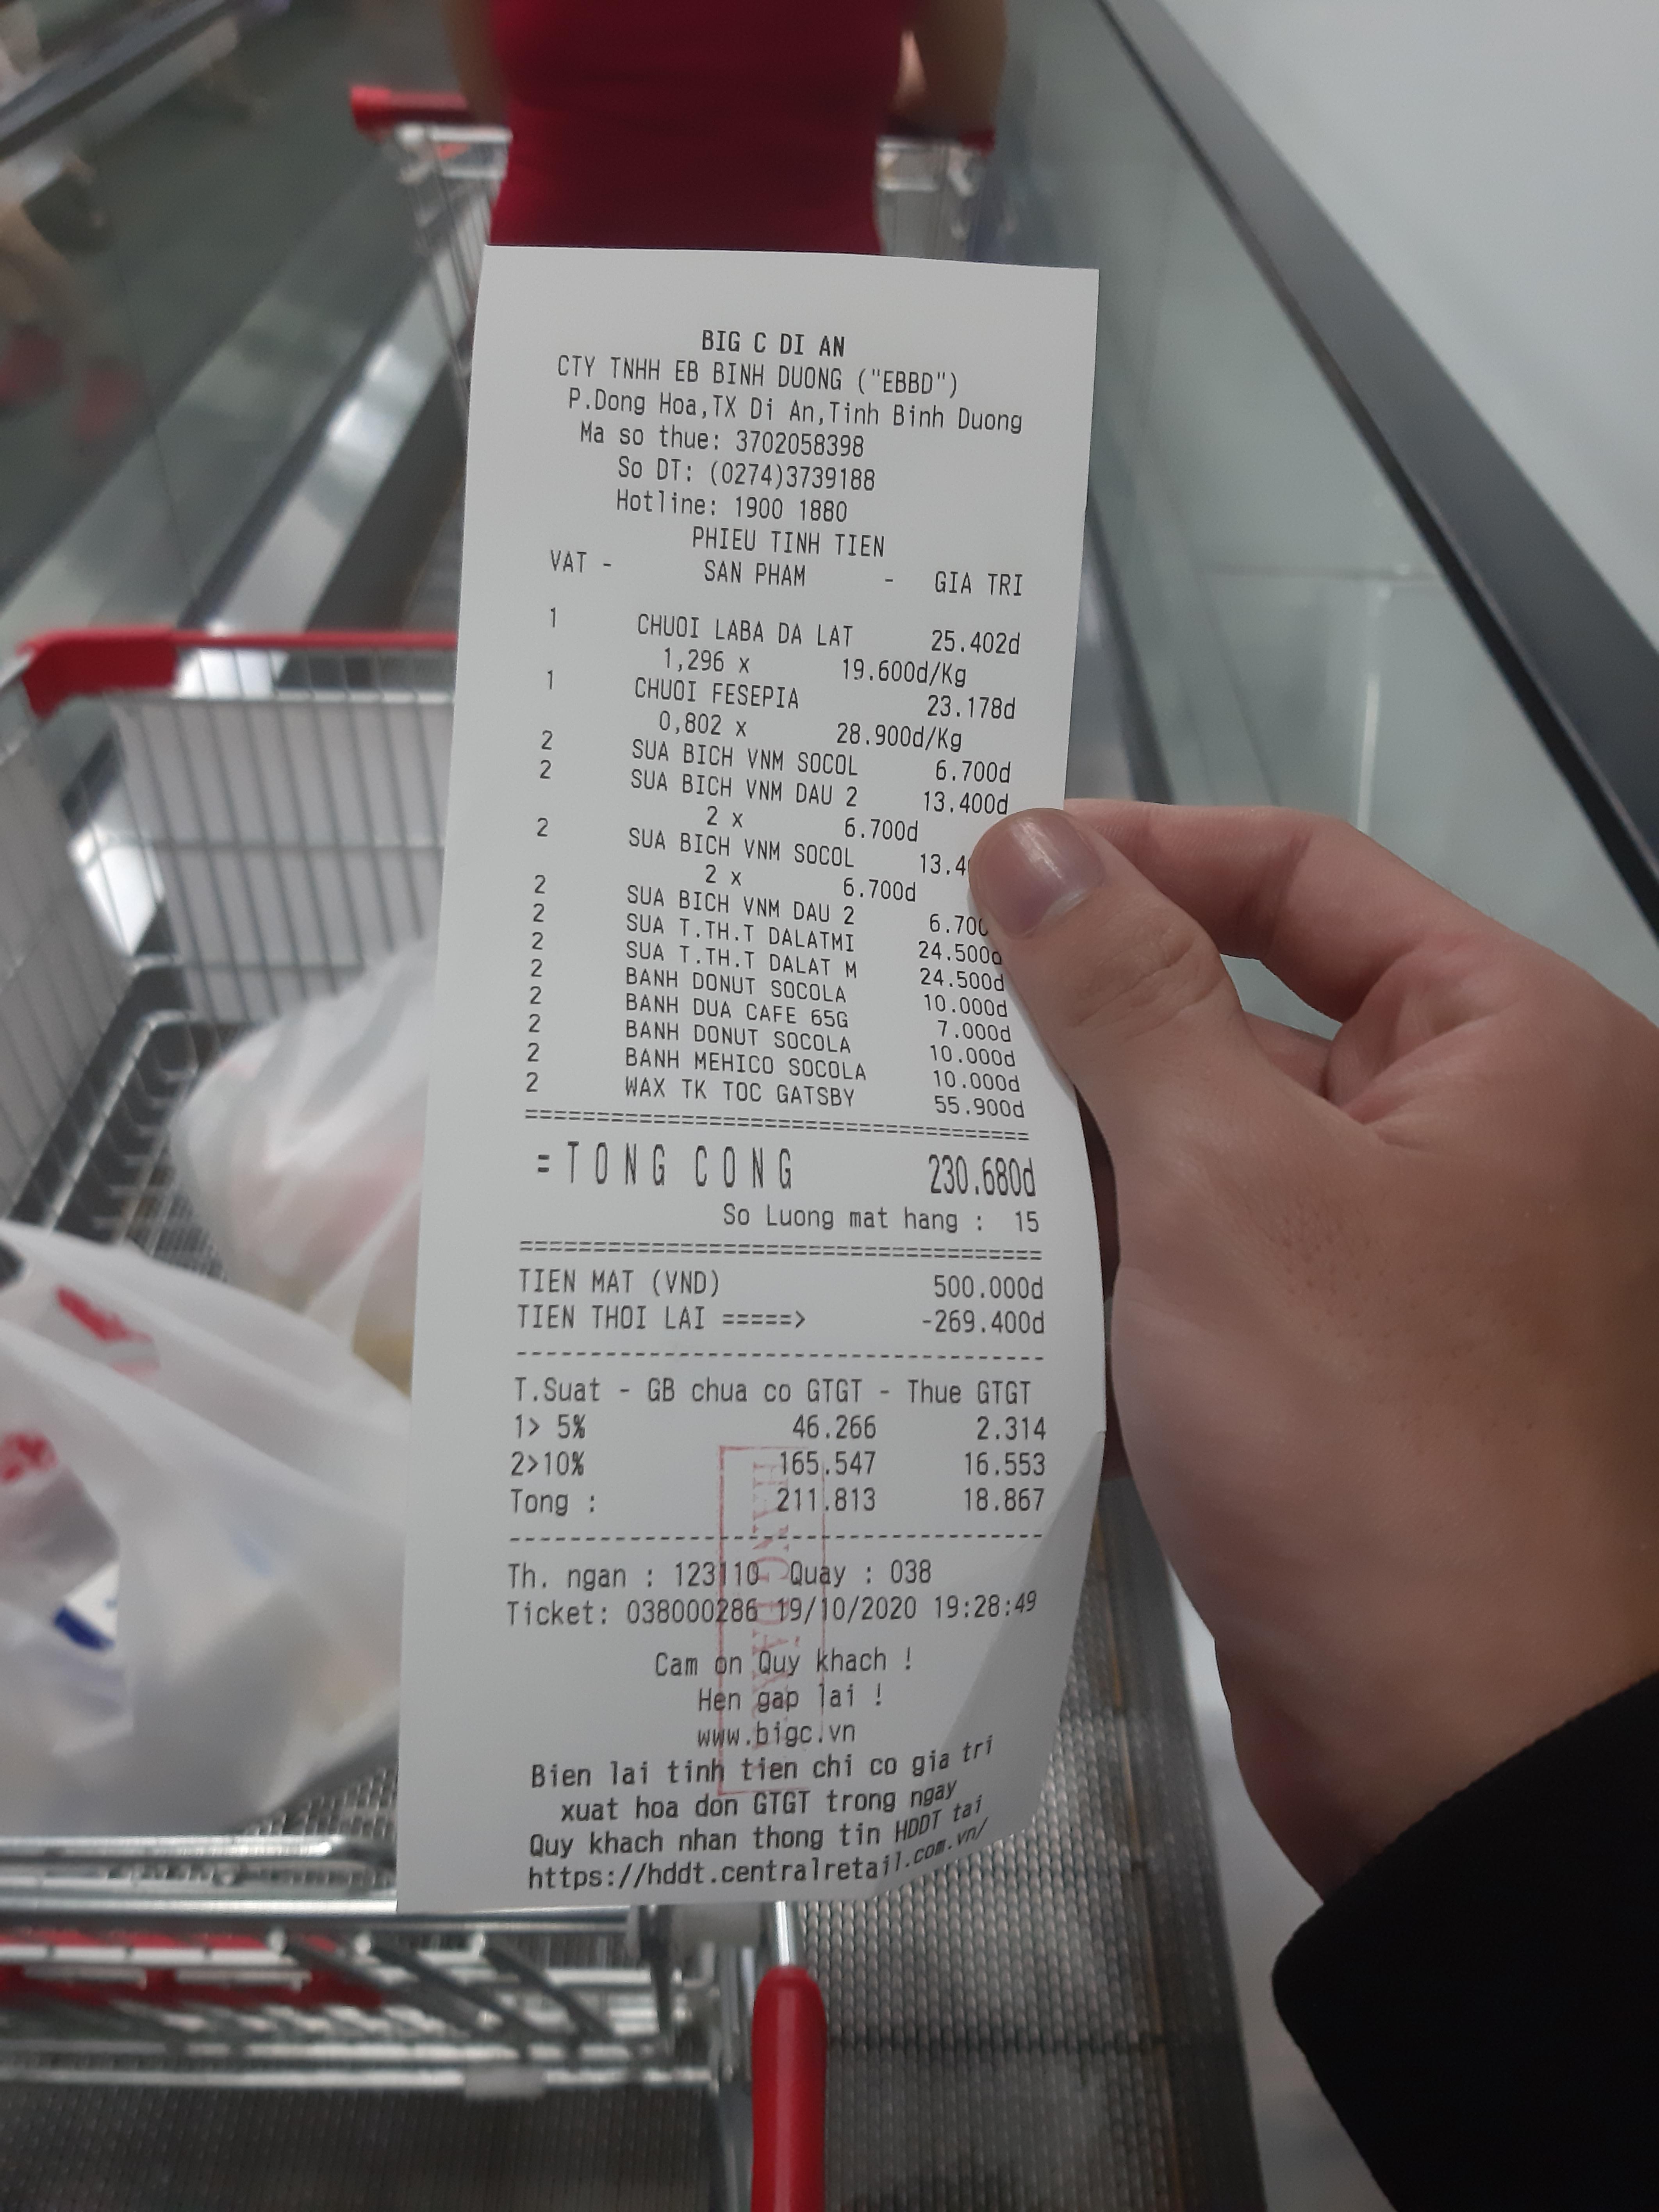 BIG C DI AN
CTY TNHH EB BINH DUONG ("EBBD")
P.Dong Hoa,TX Di An,Tinh Binh Duong
Ma so thue: 3702058398
So DT: (0274)3739188
Hotline: 1900 1880
PHIEU TINH TIEN
VAT - SAN PHAM - GIA TRI
1 CHUOI LABA DA LAT 25.402d
1,296 x 19.600d/Kg
1 CHUOI FESEPIA 23.178d
0,802 x 28.900d/Kg
2 SUA BICH VNM SOCOL 6.700d
2 SUA BICH VNM DAU 2 13.400d
2 x 6.700d
2 SUA BICH VNM SOCOL 13.4
2 x 6.700d
2 SUA BICH VNM DAU 2 6.700
2 SUA T.TH.T DALATMI 24.500d
2 SUA T.TH.T DALAT M 24.500d
2 BANH DONUT SOCOLA 10.000d
2 BANH DUA CAFE 65G 7.000d
2 BANH DONUT SOCOLA 10.000d
2 BANH MEHICO SOCOLA 10.000d
2 WAX TK TOC GATSBY 55.900d
===================================
=TONG CONG 230.680d
So Luong mat hang : 15
===================================
TIEN MAT (VND) 500.000d
TIEN THOI LAI =====> -269.400d
-----------------------------------
T.Suat - GB chua co GTGT - Thue GTGT
1> 5% 46.266 2.314
2>10% 165.547 16.553
Tong : 211.813 18.867
-----------------------------------
Th. ngan : 123110 Quay : 038
Ticket: 038000286 19/10/2020 19:28:49
Cam on Quy khach !
Hen gap lai !
www.bigc.vn
Bien lai tinh tien chi co gia tri
xuat hoa don GTGT trong ngay
Quy khach nhan thong tin HDDT tai
https://hddt.centralretail.com.vn/